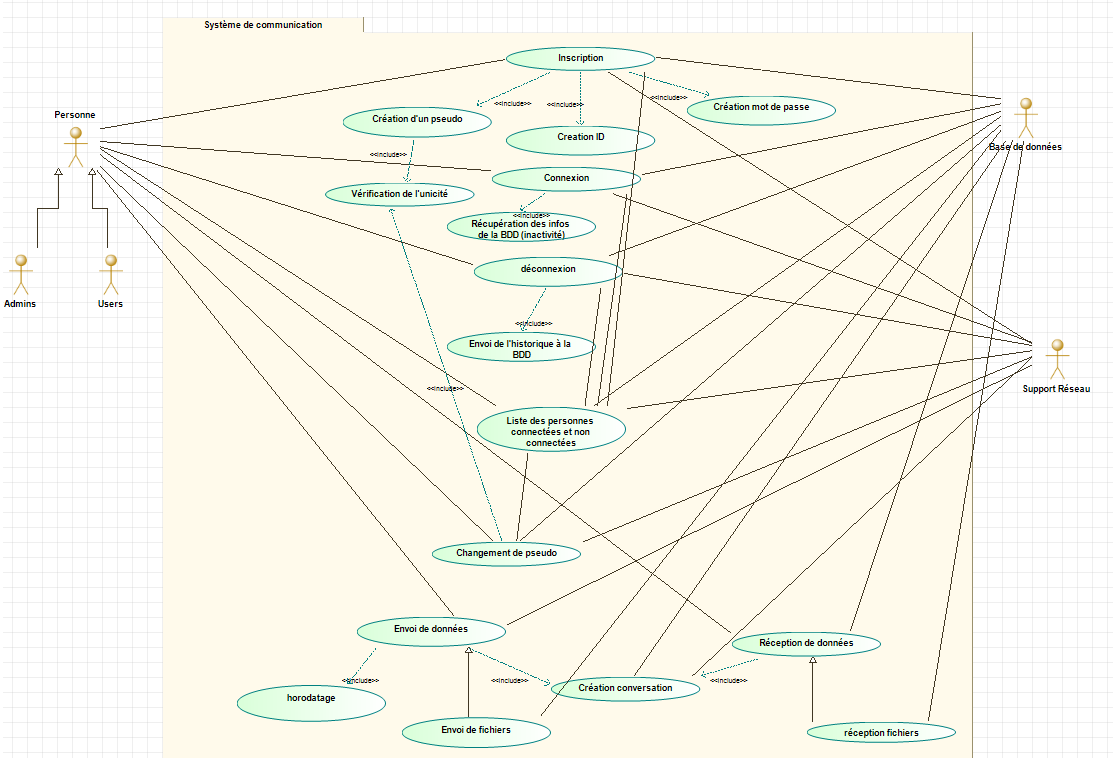 Système de communication
Inscription
<<include>>
<<include>>
<<include>>
Création mot de passe
Personne
Création d'un pseudo
Creation ID
Base de données
<<include>>
Connexion
Vérification de l'unicité
<<include>>
Récupération des infos
de la BDD (inactivité)
déconnexion
Admins
Users
<<include>>
Envoi de l'historique à la
BDD
<<include>>
Support Réseau
Liste des personnes
connectées et non
connectées
Changement de pseudo
Envoi de données
Réception de données
<<include>>
<<include>>
<<include>>
horodatage
Création conversation
Envoi de fichiers
réception fichiers